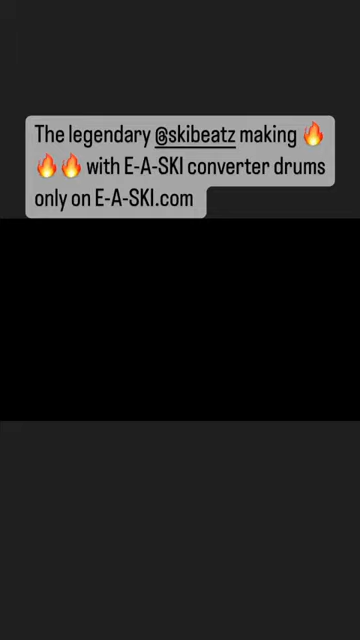 The legendary @skibeatz making 🔥
🔥🔥 with E-A-SKI converter drums
only on E-A-SKI.com